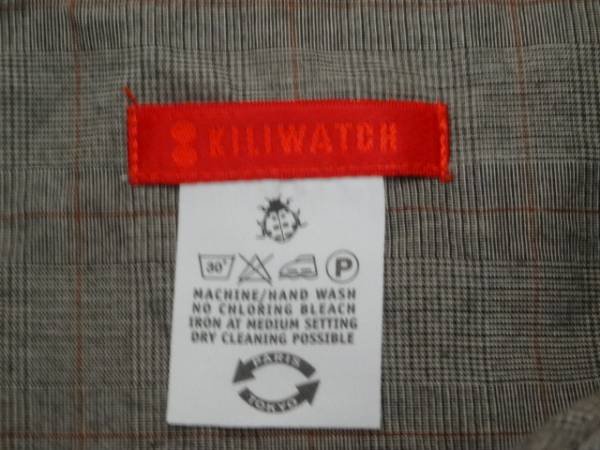 KILIWATCH
30°
P
MACHINE/HAND WASH
NO CHLORING BLEACH
IRON AT MEDIUM SETTING
DRY CLEANING POSSIBLE
PARIS
TOKYO